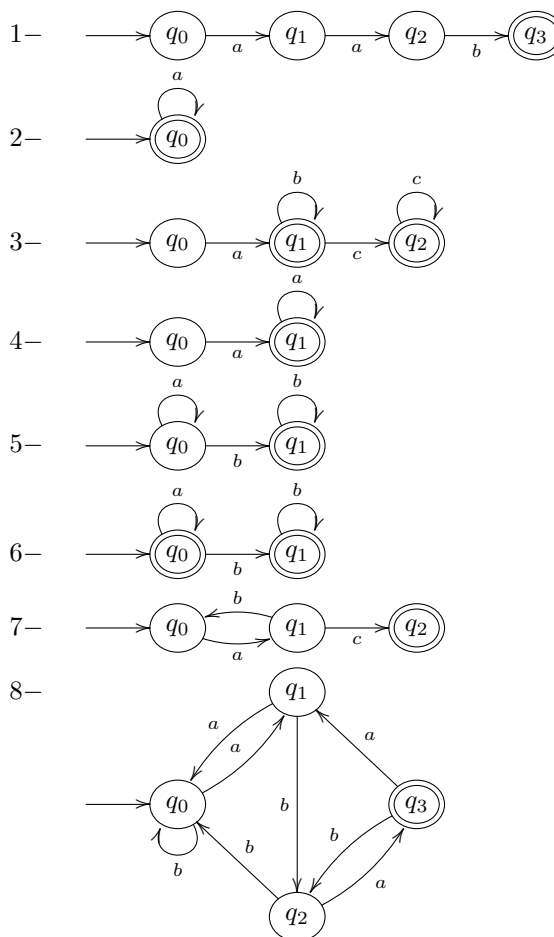 1− q0 a q1 a q2 b q3
a
2− q0
b c
3− q0 a q1 c q2
a
4− q0 a q1
a b
5− q0 b q1
a b
6− q0 b q1
b
7− q0 a q1 c q2
8− q1
a a a
q0 b q3
b b b a
q2